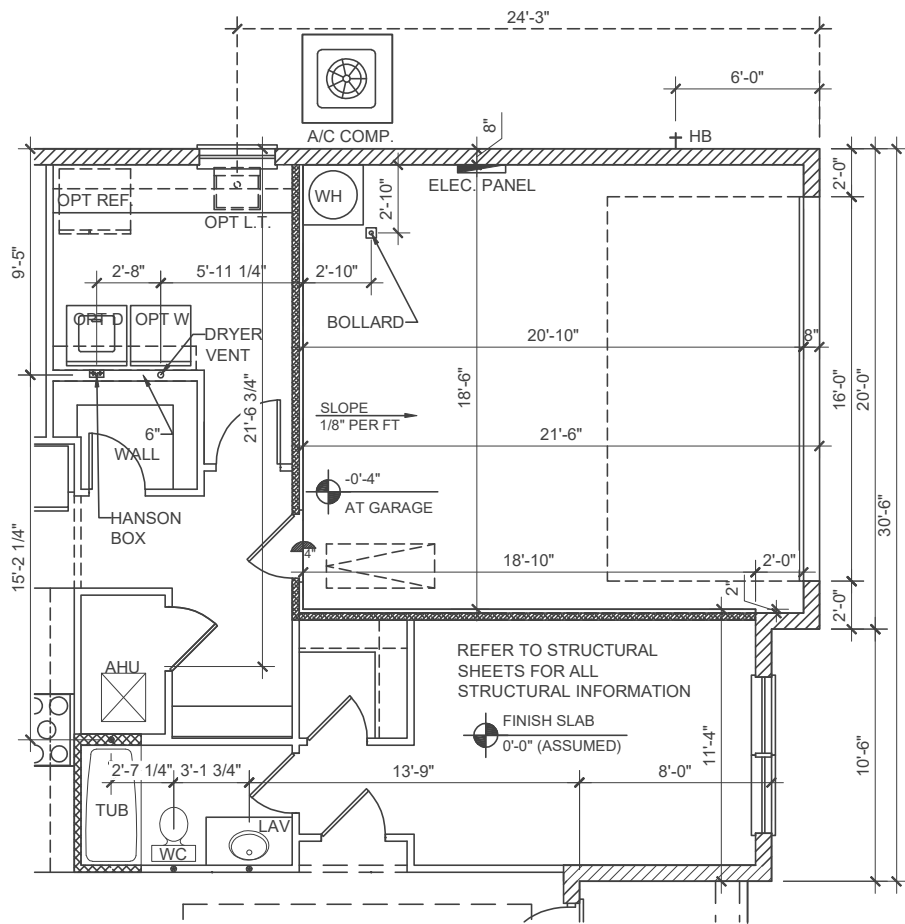 24'-3"
6'-0"
A/C COMP.
8"
HB
WH
ELEC. PANEL
2'-0"
OPT REF.
OPT L.T.
2'-10"
9'-5"
2'-8"
5'-11 1/4"
2'-10"
BOLLARD
OPT D
OPT W
DRYER
VENT
20'-10"
8"
18'-6"
16'-0"
20'-0"
21'-6 3/4"
SLOPE
1/8" PER FT
21'-6"
6"
WALL
-0'-4"
AT GARAGE
HANSON
BOX
30'-6"
15'-2 1/4"
4"
18'-10"
2'-0"
2"
2'-0"
REFER TO STRUCTURAL
SHEETS FOR ALL
STRUCTURAL INFORMATION
AHU
FINISH SLAB
0'-0" (ASSUMED)
11'-4"
10'-6"
2'-7 1/4"
3'-1 3/4"
13'-9"
8'-0"
TUB
LAV
WC